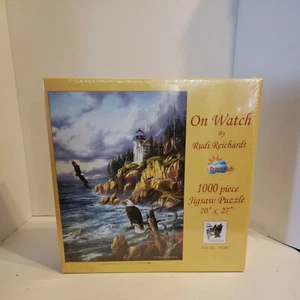 On Watch
By
Rudi Reichardt
1000 piece
Jigsaw Puzzle
20" x 27"